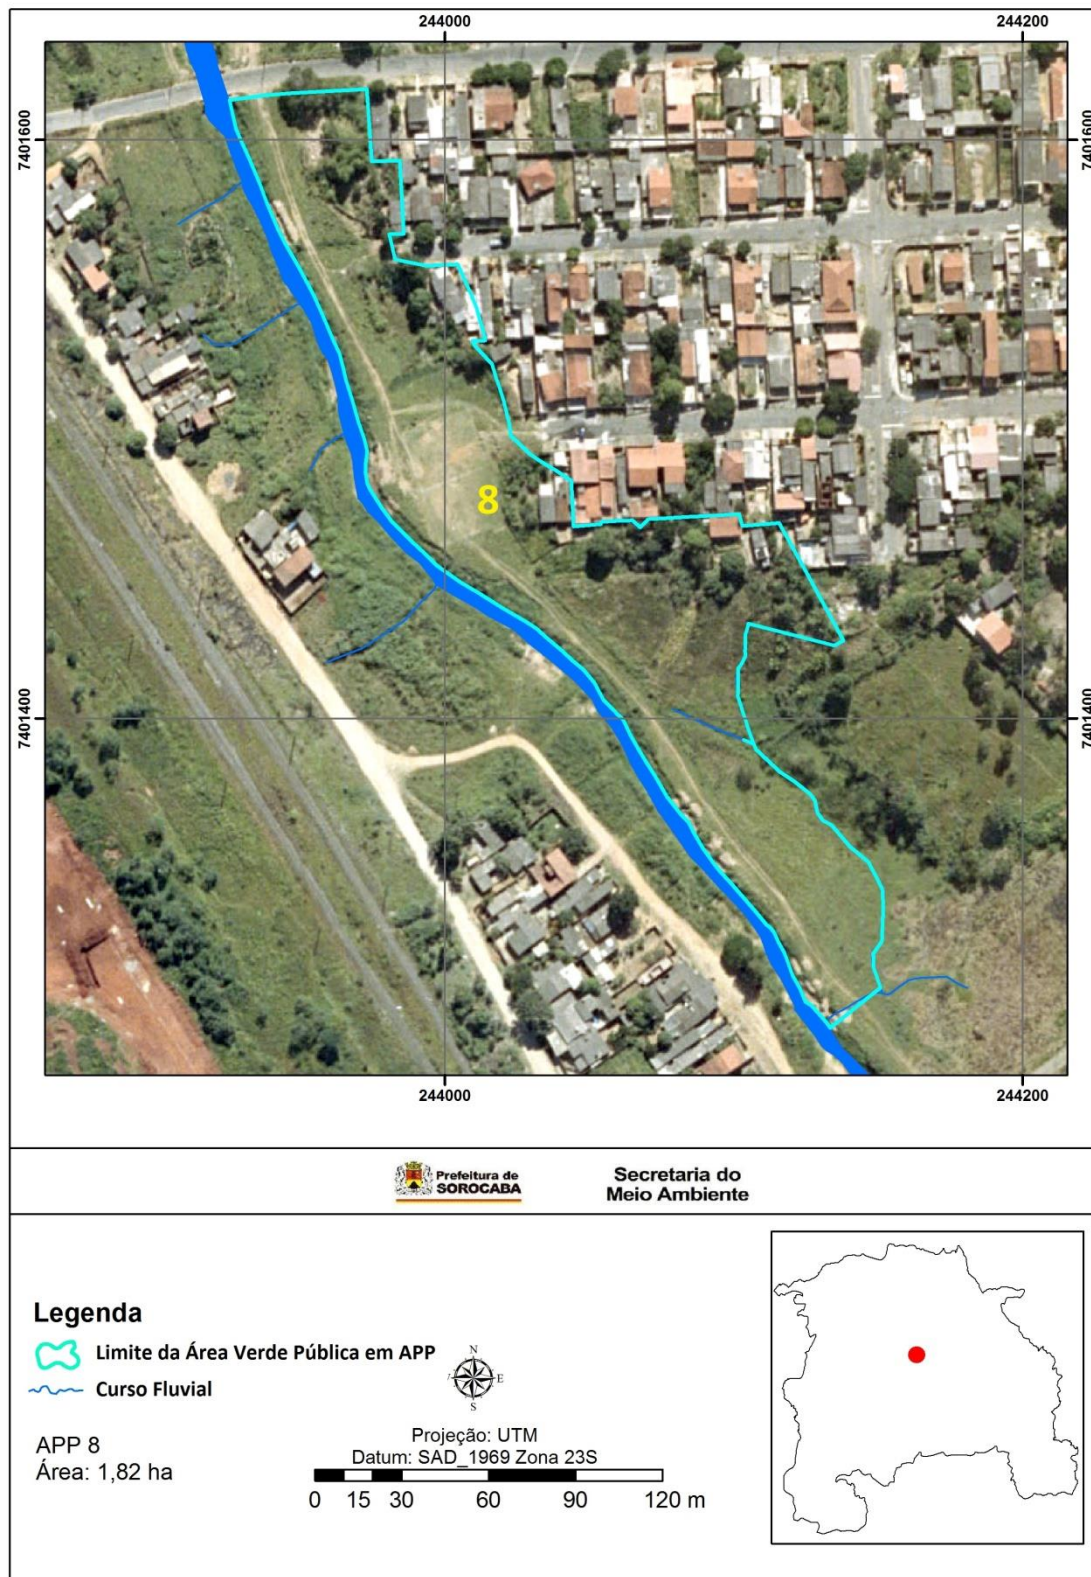 244000 244200
7401600 7401600
8
7401400 7401400
244000 244200
Prefeitura de
SOROCABA
Secretaria do
Meio Ambiente
Legenda
Limite da Área Verde Pública em APP
Curso Fluvial
N
E
S
APP 8
Área: 1,82 ha
Projeção: UTM
Datum: SAD_1969 Zona 23S
0 15 30 60 90 120 m